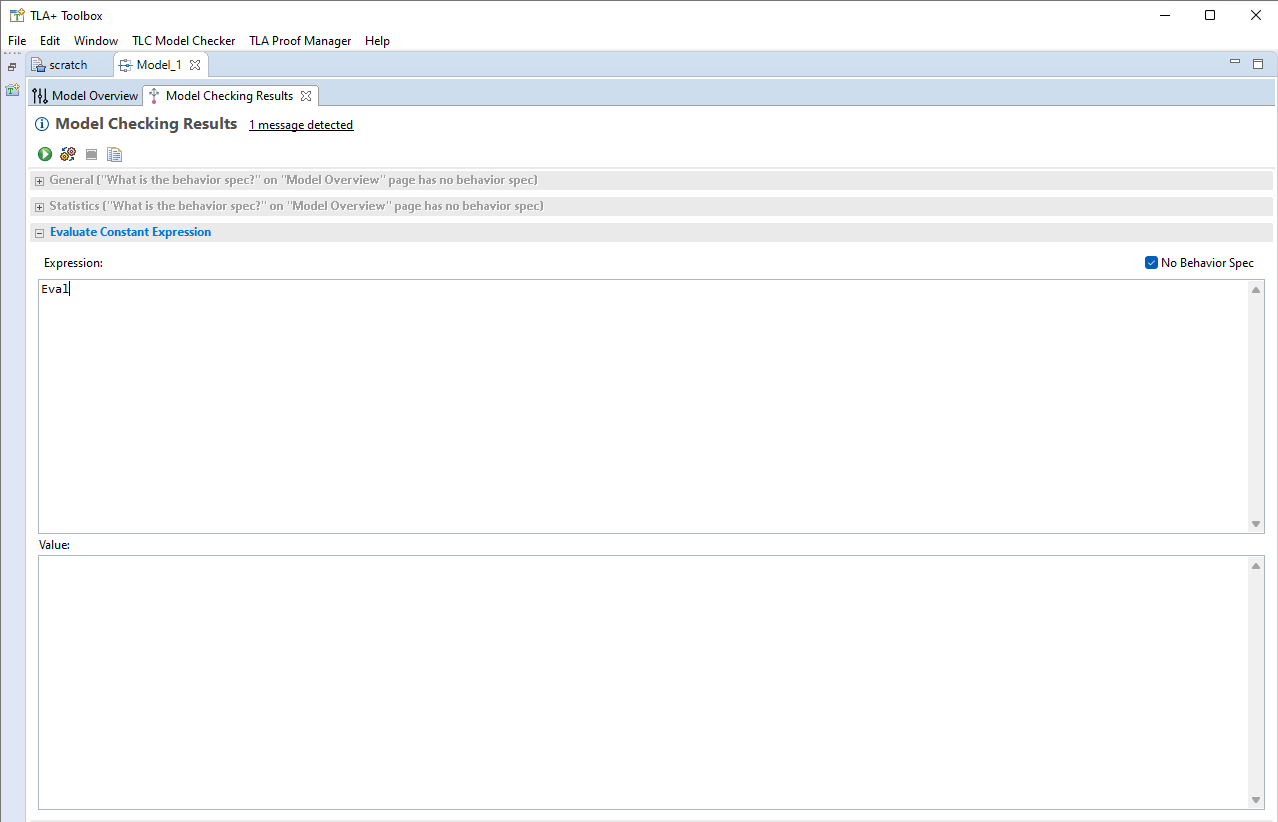 TLA+ Toolbox
File Edit Window TLC Model Checker TLA Proof Manager Help
scratch Model_1
Model Overview Model Checking Results
Model Checking Results 1 message detected
General ("What is the behavior spec?" on "Model Overview" page has no behavior spec)
Statistics ("What is the behavior spec?" on "Model Overview" page has no behavior spec)
Evaluate Constant Expression
Expression: No Behavior Spec
Eval
Value: